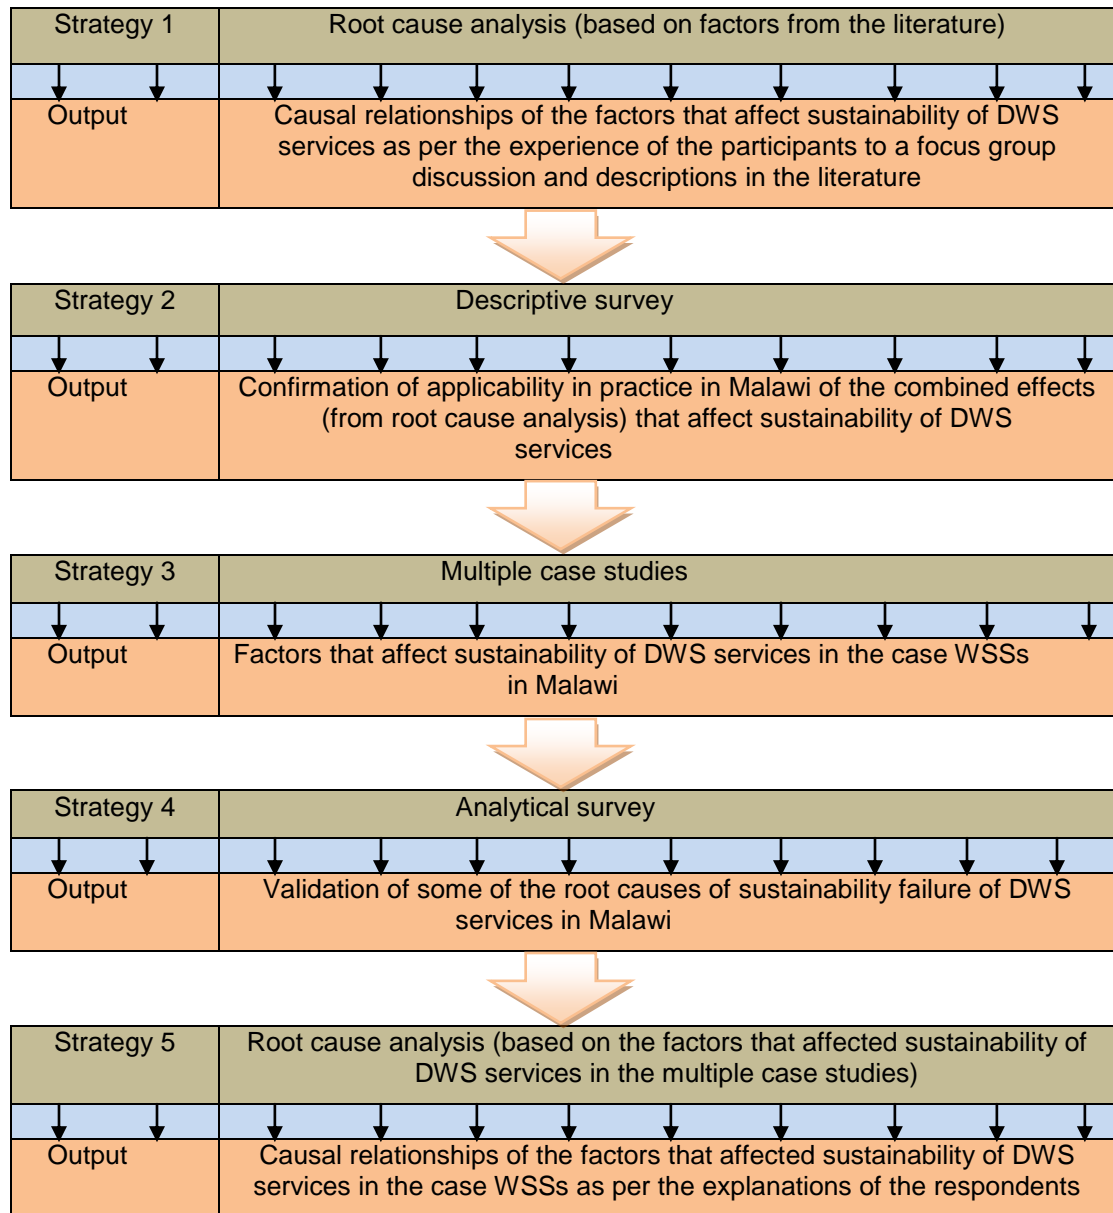 Strategy 1
Root cause analysis (based on factors from the literature)
Output
Causal relationships of the factors that affect sustainability of DWS
services as per the experience of the participants to a focus group
discussion and descriptions in the literature
Strategy 2
Descriptive survey
Output
Confirmation of applicability in practice in Malawi of the combined effects
(from root cause analysis) that affect sustainability of DWS
services
Strategy 3
Multiple case studies
Output
Factors that affect sustainability of DWS services in the case WSSs
in Malawi
Strategy 4
Analytical survey
Output
Validation of some of the root causes of sustainability failure of DWS
services in Malawi
Strategy 5
Root cause analysis (based on the factors that affected sustainability of
DWS services in the multiple case studies)
Output
Causal relationships of the factors that affected sustainability of DWS
services in the case WSSs as per the explanations of the respondents